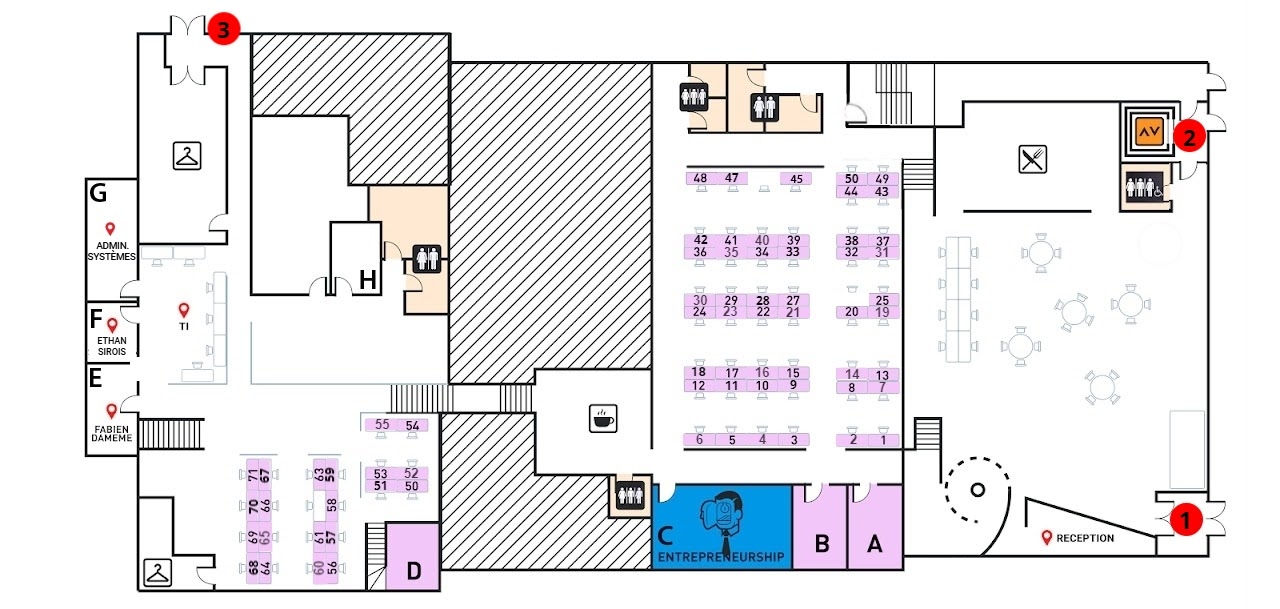 3
2
G
ADMIN.
SYSTÈMES
H
TI
F
ETHAN
SIROIS
E
FABIEN
DAMEME
48 47 45 50 49
44 43
42 41 40 39 38 37
36 35 34 33 32 31
30 29 28 27 25
24 23 22 21 20 19
18 17 16 15 14 13
12 11 10 9 8 7
6 5 4 3 2 1
55 54
53 52
51 50
71 67 63 59
70 66 58
69 65 61 57
68 64 60 56
D
C
ENTREPRENEURSHIP
B
A
RECEPTION
1